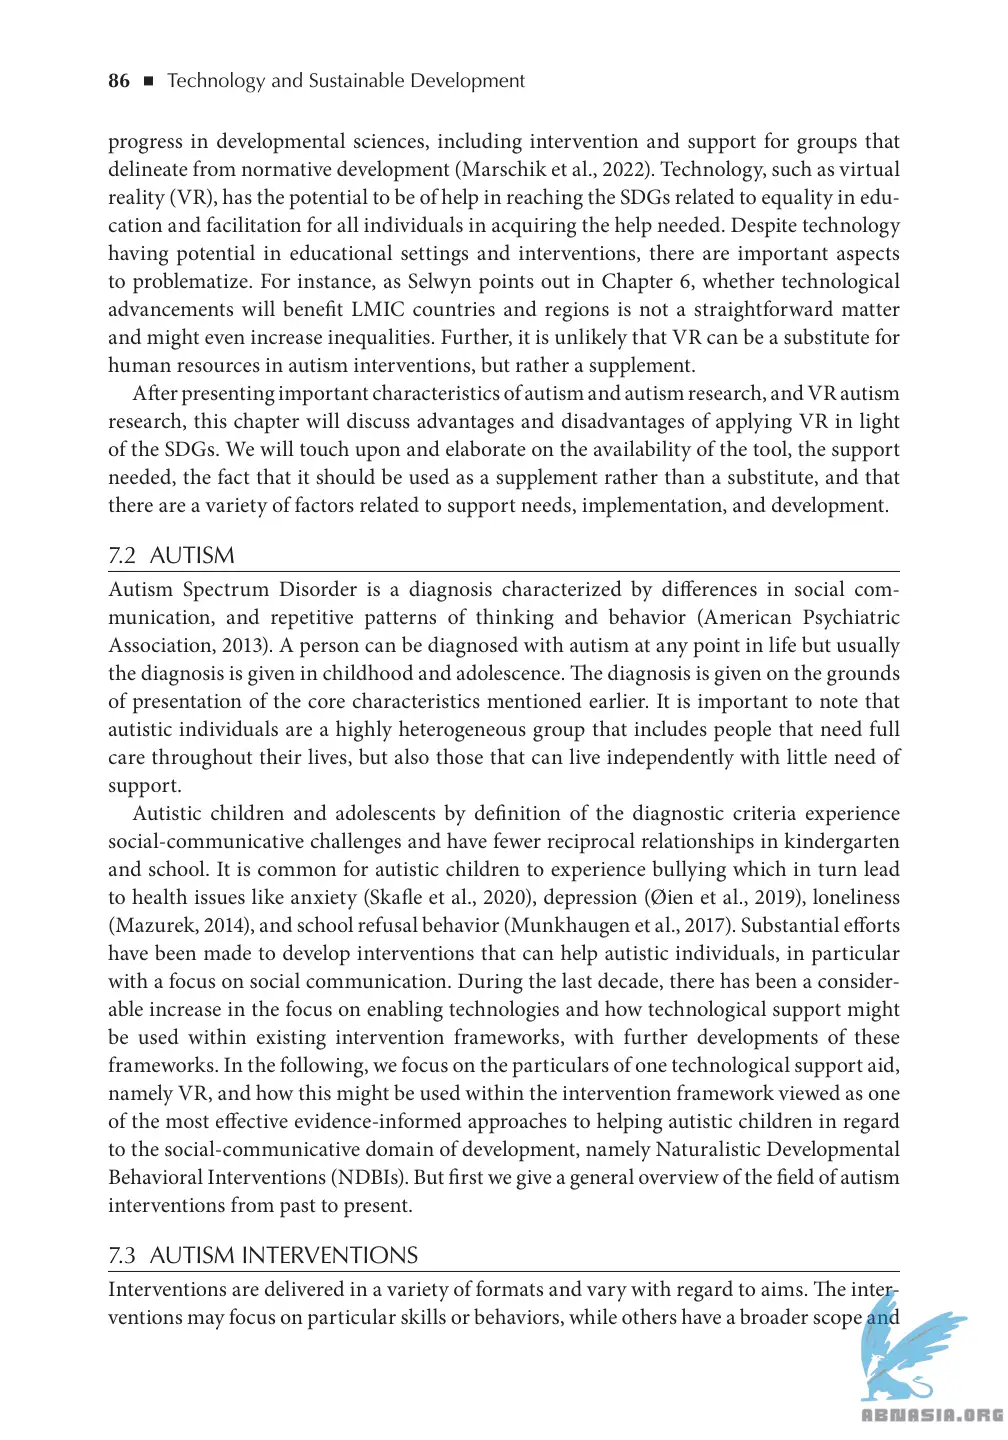 86 ■ Technology and Sustainable Development
progress in developmental sciences, including intervention and support for groups that
delineate from normative development (Marschik et al., 2022). Technology, such as virtual
reality (VR), has the potential to be of help in reaching the SDGs related to equality in edu-
cation and facilitation for all individuals in acquiring the help needed. Despite technology
having potential in educational settings and interventions, there are important aspects
to problematize. For instance, as Selwyn points out in Chapter 6, whether technological
advancements will benefit LMIC countries and regions is not a straightforward matter
and might even increase inequalities. Further, it is unlikely that VR can be a substitute for
human resources in autism interventions, but rather a supplement.
After presenting important characteristics of autism and autism research, and VR autism
research, this chapter will discuss advantages and disadvantages of applying VR in light
of the SDGs. We will touch upon and elaborate on the availability of the tool, the support
needed, the fact that it should be used as a supplement rather than a substitute, and that
there are a variety of factors related to support needs, implementation, and development.
7.2 AUTISM
Autism Spectrum Disorder is a diagnosis characterized by differences in social com-
munication, and repetitive patterns of thinking and behavior (American Psychiatric
Association, 2013). A person can be diagnosed with autism at any point in life but usually
the diagnosis is given in childhood and adolescence. The diagnosis is given on the grounds
of presentation of the core characteristics mentioned earlier. It is important to note that
autistic individuals are a highly heterogeneous group that includes people that need full
care throughout their lives, but also those that can live independently with little need of
support.
Autistic children and adolescents by definition of the diagnostic criteria experience
social-communicative challenges and have fewer reciprocal relationships in kindergarten
and school. It is common for autistic children to experience bullying which in turn lead
to health issues like anxiety (Skafle et al., 2020), depression (Øien et al., 2019), loneliness
(Mazurek, 2014), and school refusal behavior (Munkhaugen et al., 2017). Substantial efforts
have been made to develop interventions that can help autistic individuals, in particular
with a focus on social communication. During the last decade, there has been a consider-
able increase in the focus on enabling technologies and how technological support might
be used within existing intervention frameworks, with further developments of these
frameworks. In the following, we focus on the particulars of one technological support aid,
namely VR, and how this might be used within the intervention framework viewed as one
of the most effective evidence-informed approaches to helping autistic children in regard
to the social-communicative domain of development, namely Naturalistic Developmental
Behavioral Interventions (NDBIs). But first we give a general overview of the field of autism
interventions from past to present.
7.3 AUTISM INTERVENTIONS
Interventions are delivered in a variety of formats and vary with regard to aims. The inter-
ventions may focus on particular skills or behaviors, while others have a broader scope and
ABNASIA.ORG